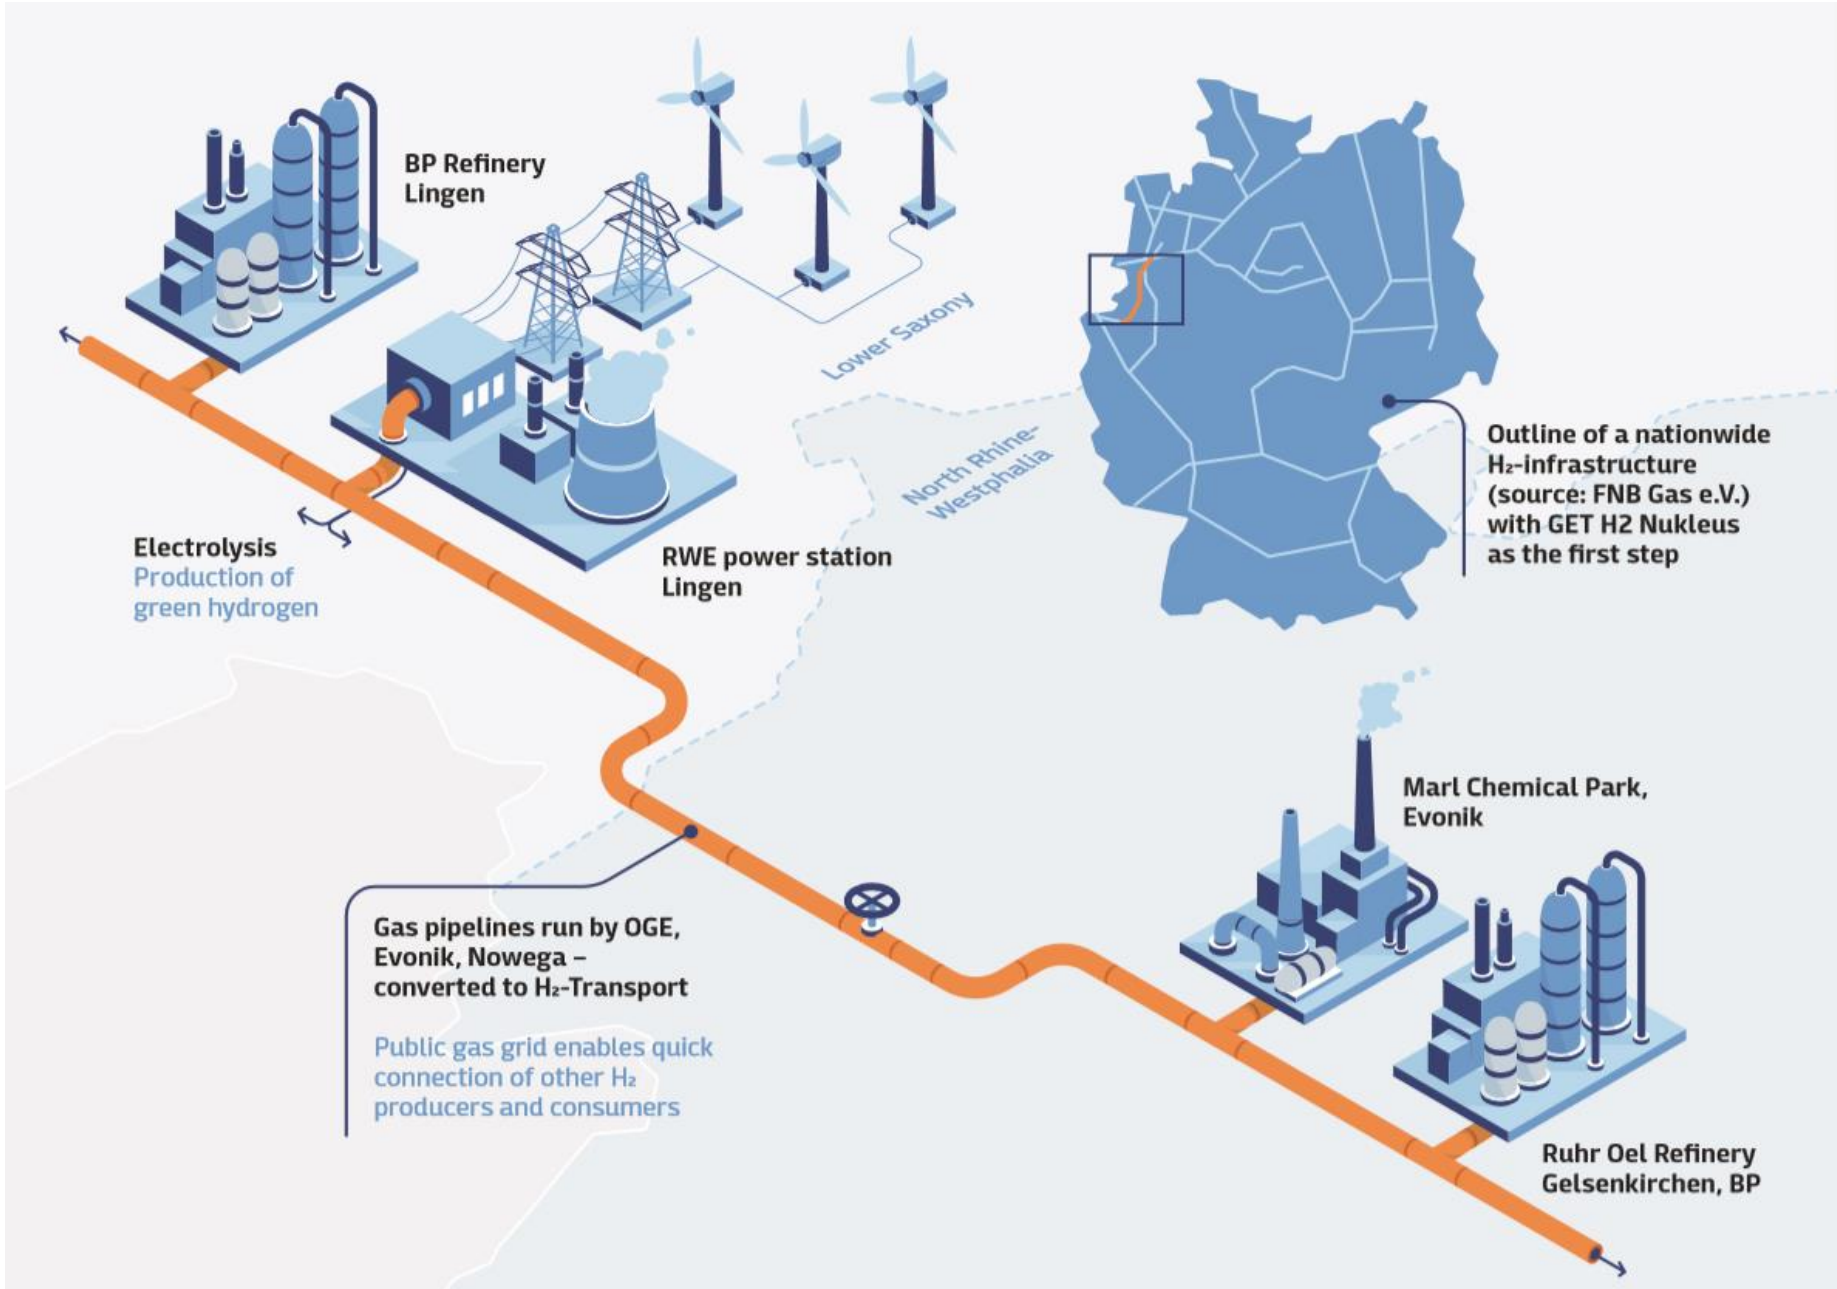 BP Refinery
Lingen
Lower Saxony
North Rhine-
Westphalia
Outline of a nationwide
H₂-infrastructure
(source: FNB Gas e.V.)
with GET H2 Nukleus
as the first step
Electrolysis
Production of
green hydrogen
RWE power station
Lingen
Marl Chemical Park,
Evonik
Gas pipelines run by OGE,
Evonik, Nowega –
converted to H₂-Transport
Public gas grid enables quick
connection of other H₂
producers and consumers
Ruhr Oel Refinery
Gelsenkirchen, BP